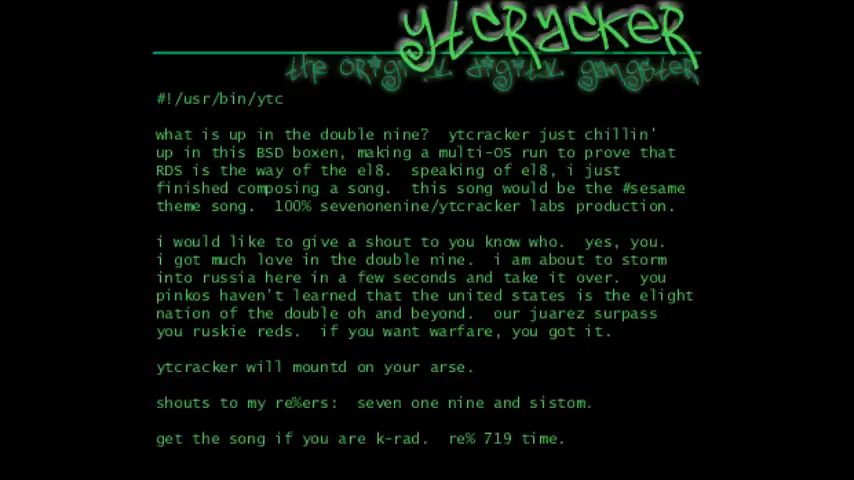 ytcracker
the original digital gangster
#!/usr/bin/ytc
what is up in the double nine?  ytcracker just chillin'
up in this BSD boxen, making a multi-OS run to prove that
RDS is the way of the el8.  speaking of el8, i just
finished composing a song.  this song would be the #sesame
theme song.  100% sevenonenine/ytcracker labs production.
i would like to give a shout to you know who.  yes, you.
i got much love in the double nine.  i am about to storm
into russia here in a few seconds and take it over.  you
pinkos haven't learned that the united states is the elight
nation of the double oh and beyond.  our juarez surpass
you ruskie reds.  if you want warfare, you got it.
ytcracker will mountd on your arse.
shouts to my re%ers:  seven one nine and sistom.
get the song if you are k-rad.  re% 719 time.